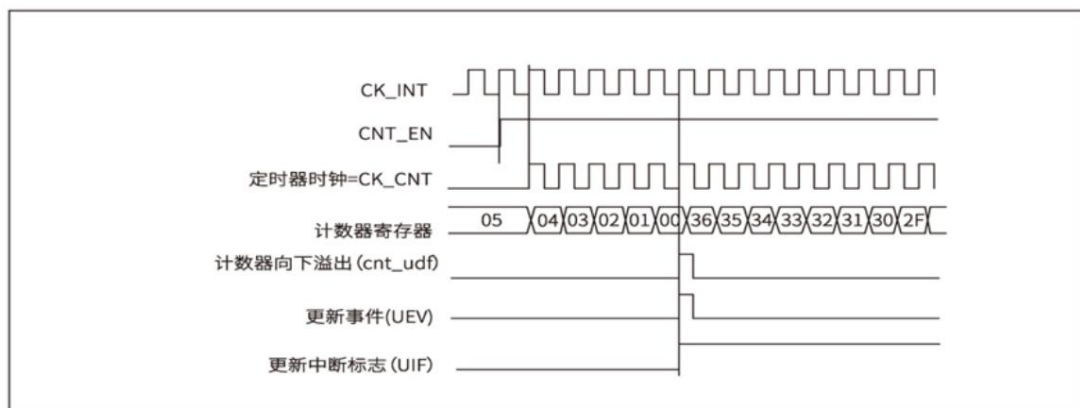 CK_INT
CNT_EN
定时器时钟=CK_CNT
计数器寄存器 05 04 03 02 01 00 36 35 34 33 32 31 30 2F
计数器向下溢出(cnt_udf)
更新事件(UEV)
更新中断标志(UIF)